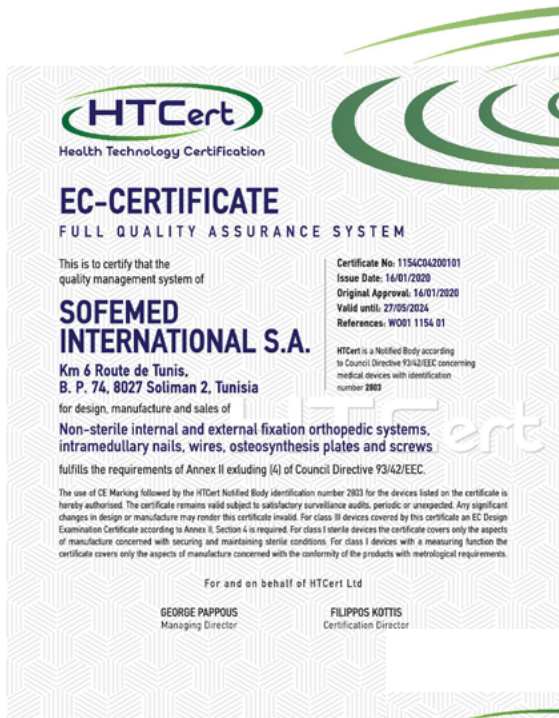 HTCert
Health Technology Certification
EC-CERTIFICATE
FULL QUALITY ASSURANCE SYSTEM
This is to certify that the
quality management system of
SOFEMED
INTERNATIONAL S.A.
Km 6 Route de Tunis,
B. P. 74, 8027 Soliman 2, Tunisia
Certificate No: 1154C04200101
Issue Date: 16/01/2020
Original Approval: 16/01/2020
Valid until: 27/05/2024
References: WO01 1154 01
HTCert is a Notified Body according
to Council Directive 93/42/EEC concerning
medical devices with identification
number 2803
for design, manufacture and sales of
HTCert
Non-sterile internal and external fixation orthopedic systems,
intramedullary nails, wires, osteosynthesis plates and screws
fulfills the requirements of Annex II exluding (4) of Council Directive 93/42/EEC.
The use of CE Marking followed by the HTCert Notified Body identification number 2803 for the devices listed on the certificate is
hereby authorised. The certificate remains valid subject to satisfactory surveillance audits, periodic or unexpected. Any significant
changes in design or manufacture may render this certificate invalid. For class III devices covered by this certificate an EC Design
Examination Certificate according to Annex II, Section 4 is required. For class I sterile devices the certificate covers only the aspects
of manufacture concerned with securing and maintaining sterile conditions. For class I devices with a measuring function the
certificate covers only the aspects of manufacture concerned with the conformity of the products with metrological requirements.
For and on behalf of HTCert Ltd
GEORGE PAPPOUS
Managing Director
FILIPPOS KOTTIS
Certification Director